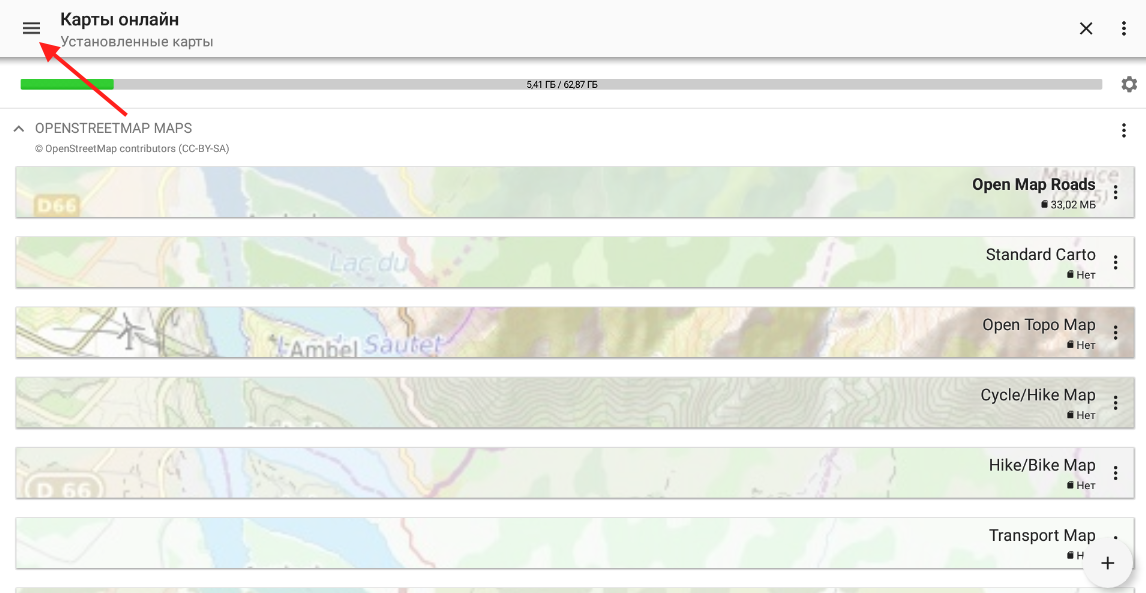 Карты онлайн
Установленные карты
5,41 ГБ / 62,87 ГБ
OPENSTREETMAP MAPS
© OpenStreetMap contributors (CC-BY-SA)
D66
Maurice
Open Map Roads
33,02 МБ
Lac du
Standard Carto
Нет
Open Topo Map
L'Ambel Sautet
Нет
Cycle/Hike Map
Нет
Hike/Bike Map
D 66
Нет
Transport Map